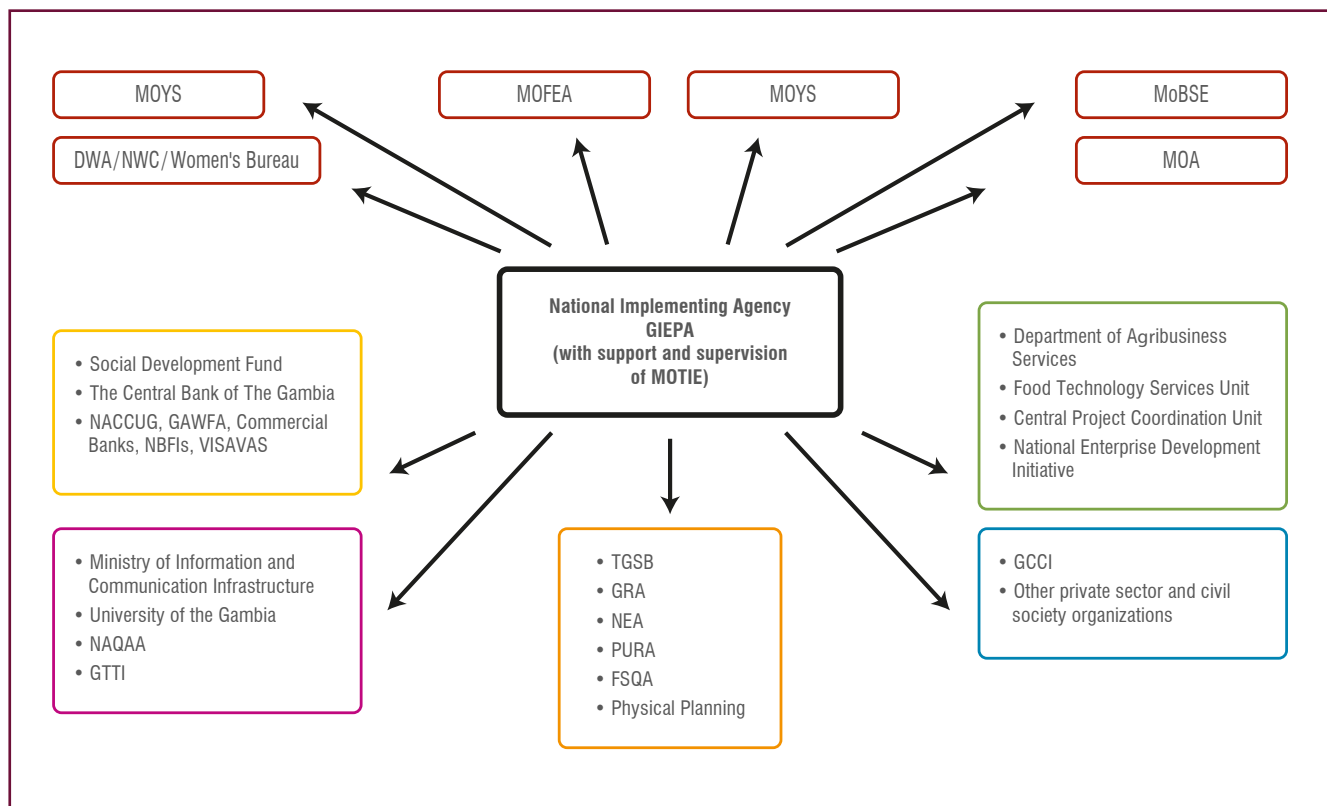 MOYS
MOFEA
MOYS
MoBSE
DWA/NWC/Women's Bureau
MOA
National Implementing Agency
GIEPA
(with support and supervision
of MOTIE)
• Social Development Fund
• The Central Bank of The Gambia
• NACCUG, GAWFA, Commercial
Banks, NBFIs, VISAVAS
• Department of Agribusiness
Services
• Food Technology Services Unit
• Central Project Coordination Unit
• National Enterprise Development
Initiative
• Ministry of Information and
Communication Infrastructure
• University of the Gambia
• NAQAA
• GTTI
• TGSB
• GRA
• NEA
• PURA
• FSQA
• Physical Planning
• GCCI
• Other private sector and civil
society organizations